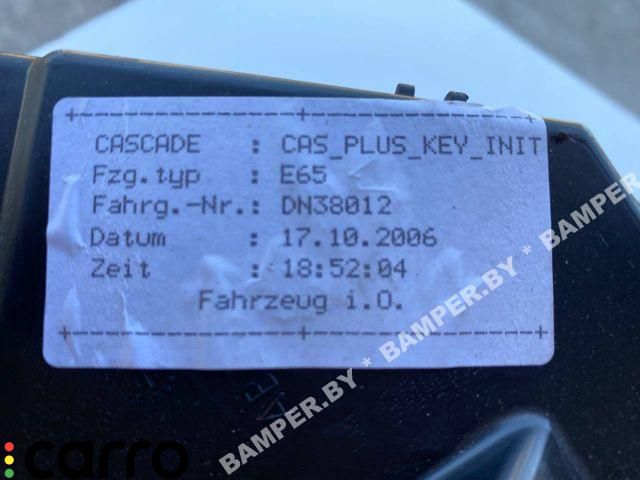 CASCADE : CAS_PLUS_KEY_INIT
Fzg.typ : E65
Fahrg.-Nr.: DN38012
Datum : 17.10.2006
Zeit : 18:52:04
Fahrzeug i.O.
BAMPER.BY * BAMPER.BY * BAMPER.BY
carro